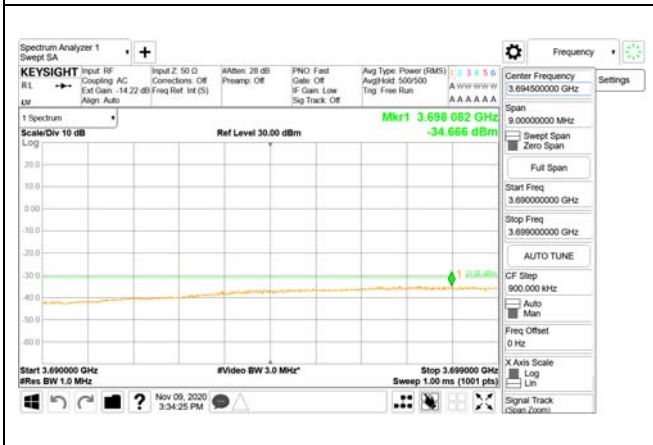 Spectrum Analyzer 1
Swept SA
+
Frequency
KEYSIGHT
RL
Input: RF
Coupling: AC
Ext Gain: -14.22 dB
Align: Auto
Input Z: 50 Ω
Corrections: Off
Freq Ref: Int (S)
#Atten: 28 dB
Preamp: Off
PNO: Fast
Gate: Off
IF Gain: Low
Sig Track: Off
Avg Type: Power (RMS)
Avg|Hold: 500/500
Trig: Free Run
1 2 3 4 5 6
A W W W W W
A A A A A A
Center Frequency
3.694500000 GHz
Settings
1 Spectrum
Mkr1 3.698 082 GHz
Scale/Div 10 dB
Ref Level 30.00 dBm
-34.666 dBm
Log
Span
9.00000000 MHz
Swept Span
Zero Span
Full Span
Start Freq
3.690000000 GHz
Stop Freq
3.699000000 GHz
AUTO TUNE
CF Step
900.000 kHz
Auto
Man
Freq Offset
0 Hz
X Axis Scale
Log
Lin
Signal Track
(Span Zoom)
20.0
10.0
0.00
-10.0
-20.0
-30.0
-40.0
-50.0
-60.0
1
Start 3.690000 GHz
#Video BW 3.0 MHz*
Stop 3.699000 GHz
#Res BW 1.0 MHz
Sweep 1.00 ms (1001 pts)
?
Nov 09, 2020
3:34:25 PM